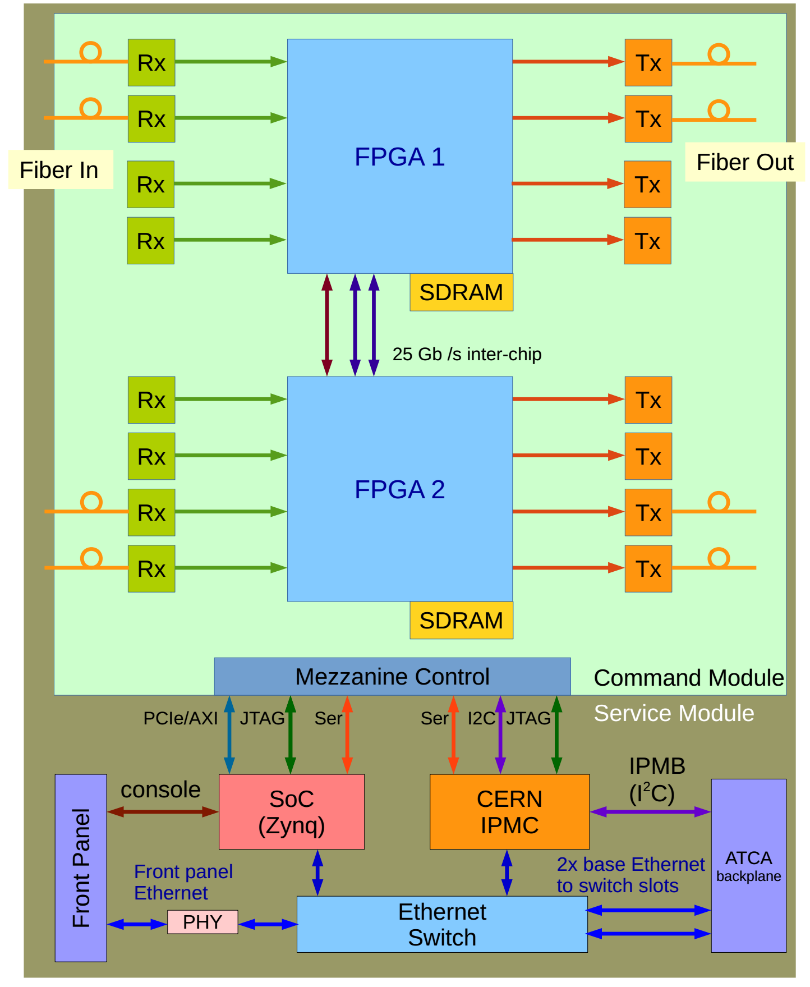 Rx
Tx
Rx
Tx
FPGA 1
Fiber In
Fiber Out
Rx
Tx
Rx
Tx
SDRAM
25 Gb /s inter-chip
Rx
Tx
Rx
Tx
FPGA 2
Rx
Tx
Rx
Tx
SDRAM
Mezzanine Control
Command Module
Service Module
PCIe/AXI
JTAG
Ser
Ser
I2C
JTAG
IPMB
(I²C)
console
SoC
(Zynq)
CERN
IPMC
Front Panel
ATCA
backplane
Front panel
Ethernet
2x base Ethernet
to switch slots
PHY
Ethernet
Switch